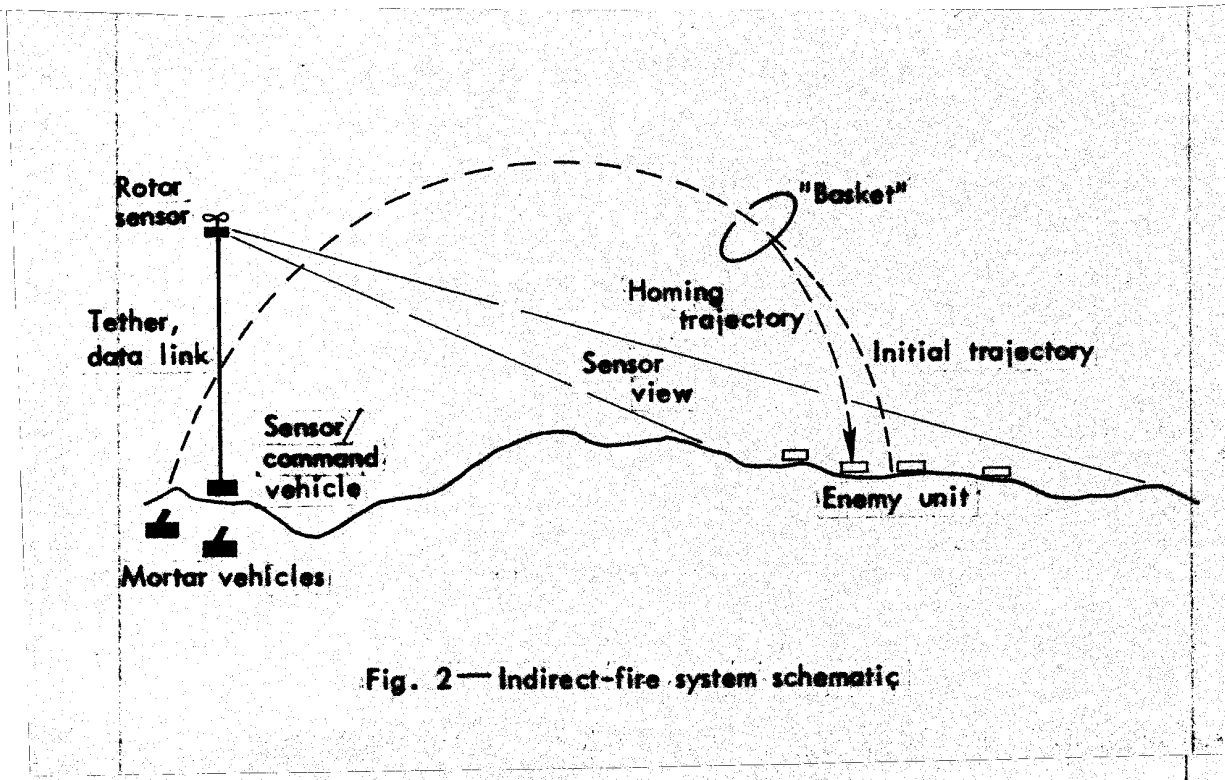 Rotor
sensor
"Basket"
Homing
trajectory
Tether,
data link
Initial trajectory
Sensor
view
Sensor/
command
vehicle
Enemy unit
Mortar vehicles
Fig. 2 — Indirect-fire system schematic